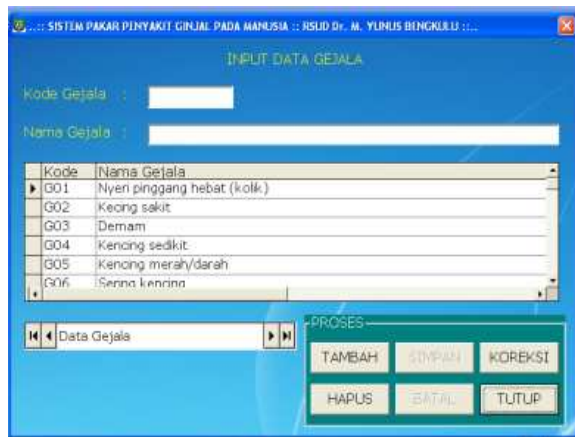 ..:: SISTEM PAKAR PENYAKIT GINJAL PADA MANUSIA :: RSUD Dr. M. YUNUS BENGKULU ::...
INPUT DATA GEJALA
Kode Gejala :
Nama Gejala :
Kode Nama Gejala
G01 Nyeri pinggang hebat (kolik)
G02 Kecing sakit
G03 Demam
G04 Kencing sedikit
G05 Kencing merah/darah
G06 Sering kencing
Data Gejala
PROSES
TAMBAH SIMPAN KOREKSI
HAPUS BATAL TUTUP